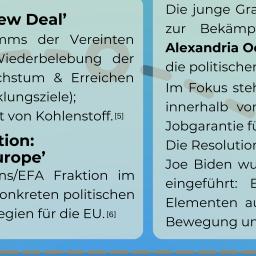 ew Deal’
mms der Vereinten
Wiederbelebung der
chstum & Erreichen
klungsziele);
t von Kohlenstoff.[5]
tion:
urope’
ns/EFA Fraktion im
onkreten politischen
egien für die EU.[6]
Die junge Gra
zur Bekämp
Alexandria Oc
die politischer
Im Fokus steh
innerhalb vor
Jobgarantie fü
Die Resolution
Joe Biden wu
eingeführt: E
Elementen au
Bewegung un